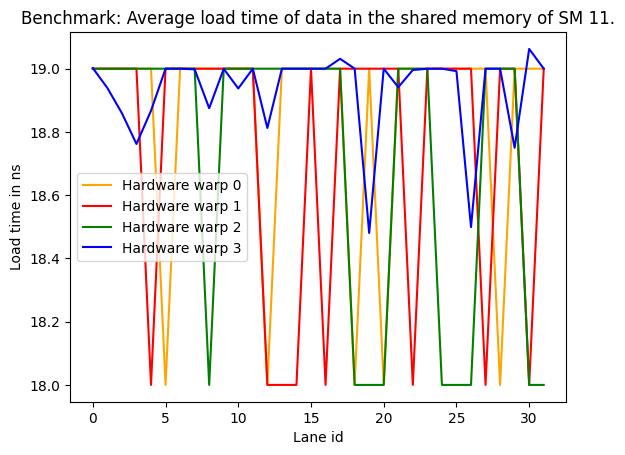 Benchmark: Average load time of data in the shared memory of SM 11.
Load time in ns
19.0
18.8
18.6
18.4
18.2
18.0
Hardware warp 0
Hardware warp 1
Hardware warp 2
Hardware warp 3
0 5 10 15 20 25 30
Lane id